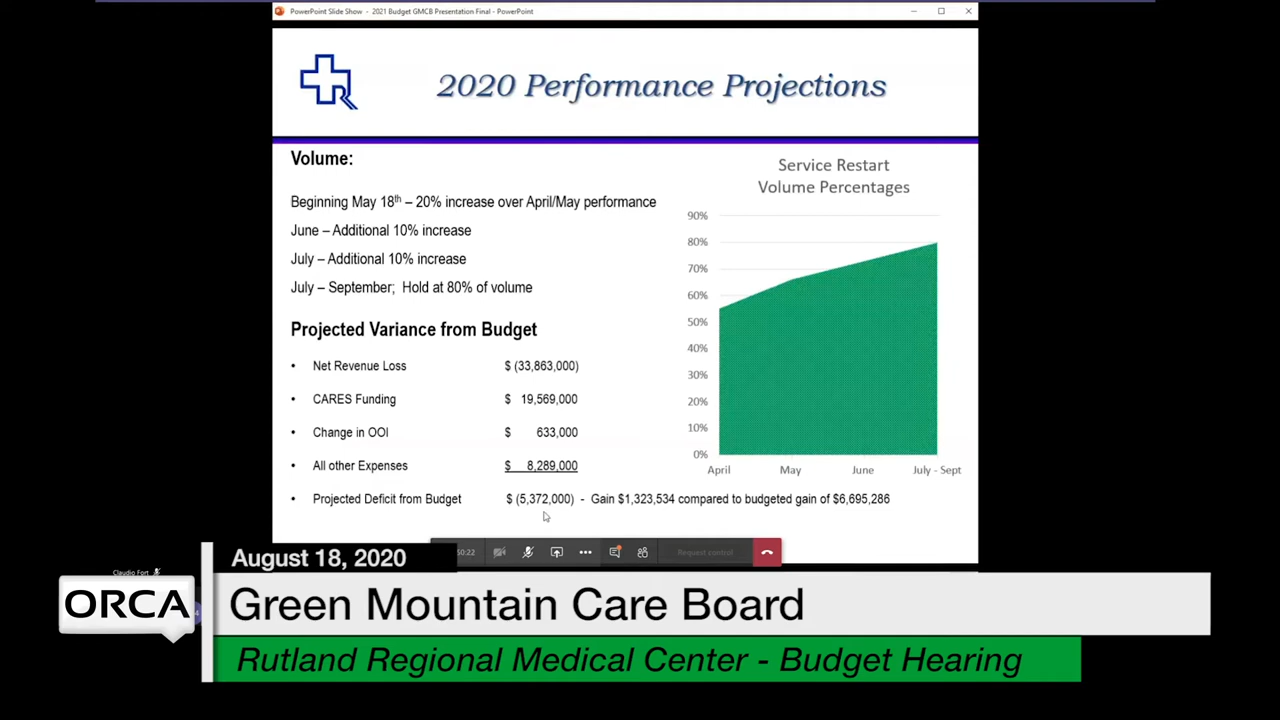 PowerPoint Slide Show - 2021 Budget GMCB Presentation Final - PowerPoint
2020 Performance Projections
Volume:
Beginning May 18th – 20% increase over April/May performance
June – Additional 10% increase
July – Additional 10% increase
July – September; Hold at 80% of volume
Projected Variance from Budget
• Net Revenue Loss $ (33,863,000)
• CARES Funding $ 19,569,000
• Change in OOI $ 633,000
• All other Expenses $ 8,289,000
• Projected Deficit from Budget $ (5,372,000) - Gain $1,323,534 compared to budgeted gain of $6,695,286
Service Restart
Volume Percentages
90%
80%
70%
60%
50%
40%
30%
20%
10%
0%
April May June July - Sept
50:22
Request control
Claudio Fort
August 18, 2020
ORCA
Green Mountain Care Board
Rutland Regional Medical Center - Budget Hearing